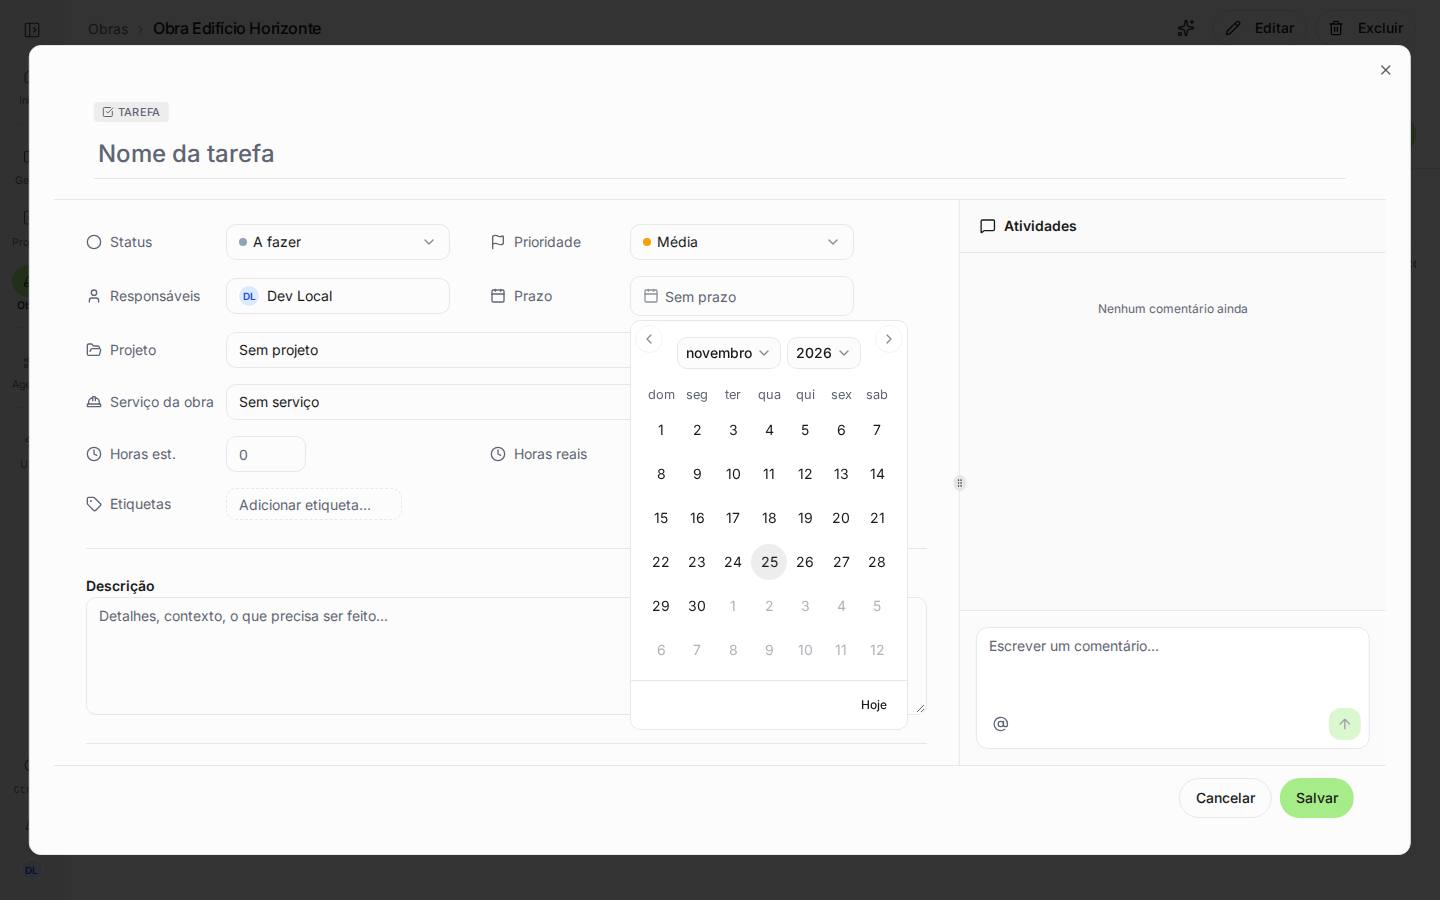 Obras > Obra Edifício Horizonte
Editar
Excluir
TAREFA
Nome da tarefa
Status
A fazer
Prioridade
Média
Responsáveis
DL Dev Local
Prazo
Sem prazo
Projeto
Sem projeto
Serviço da obra
Sem serviço
Horas est.
0
Horas reais
Etiquetas
Adicionar etiqueta...
novembro 2026
dom seg ter qua qui sex sab
1 2 3 4 5 6 7
8 9 10 11 12 13 14
15 16 17 18 19 20 21
22 23 24 25 26 27 28
29 30 1 2 3 4 5
6 7 8 9 10 11 12
Hoje
Descrição
Detalhes, contexto, o que precisa ser feito...
Atividades
Nenhum comentário ainda
Escrever um comentário...
@
Cancelar
Salvar
DL